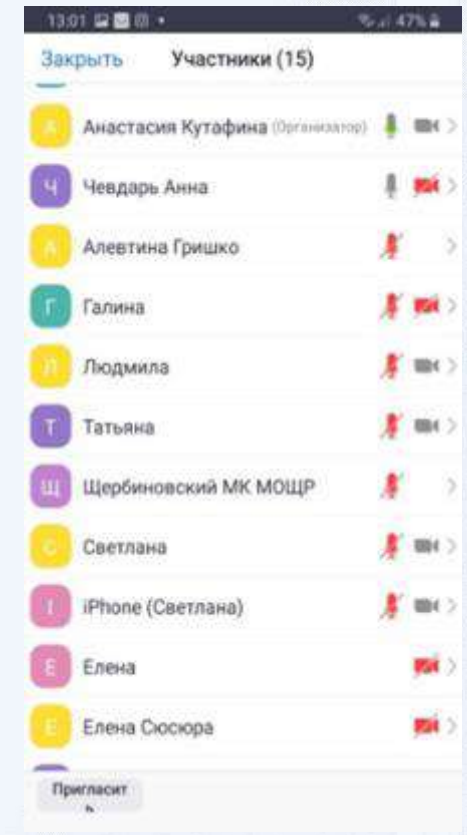 13:01 47%
Закрыть Участники (15)
А Анастасия Кутафина (Организатор)
Ч Чевдарь Анна
А Алевтина Гришко
Г Галина
Л Людмила
Т Татьяна
Щ Щербиновский МК МОЩР
С Светлана
I iPhone (Светлана)
Е Елена
Е Елена Сюсюра
Пригласит
ь